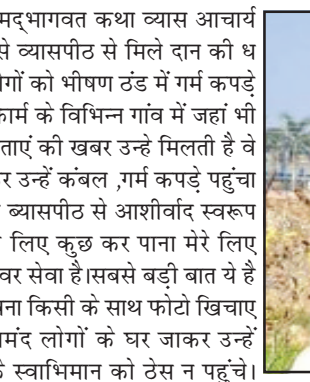 मद्भागवत कथा व्यास आचार्य
से व्यासपीठ से मिले दान की ध
ोगों को भीषण ठंड में गर्म कपड़े
कार्म के विभिन्न गांव में जहां भी
ताएं की खबर उन्हे मिलती है वे
र उन्हें कंबल ,गर्म कपड़े पहुंचा
ब्यासपीठ से आशीर्वाद स्वरूप
लिए कुछ कर पाना मेरे लिए
वर सेवा है।सबसे बड़ी बात ये है
ना किसी के साथ फोटो खिचाए
मंद लोगों के घर जाकर उन्हें
स्वाभिमान को ठेस न पहुंचे।